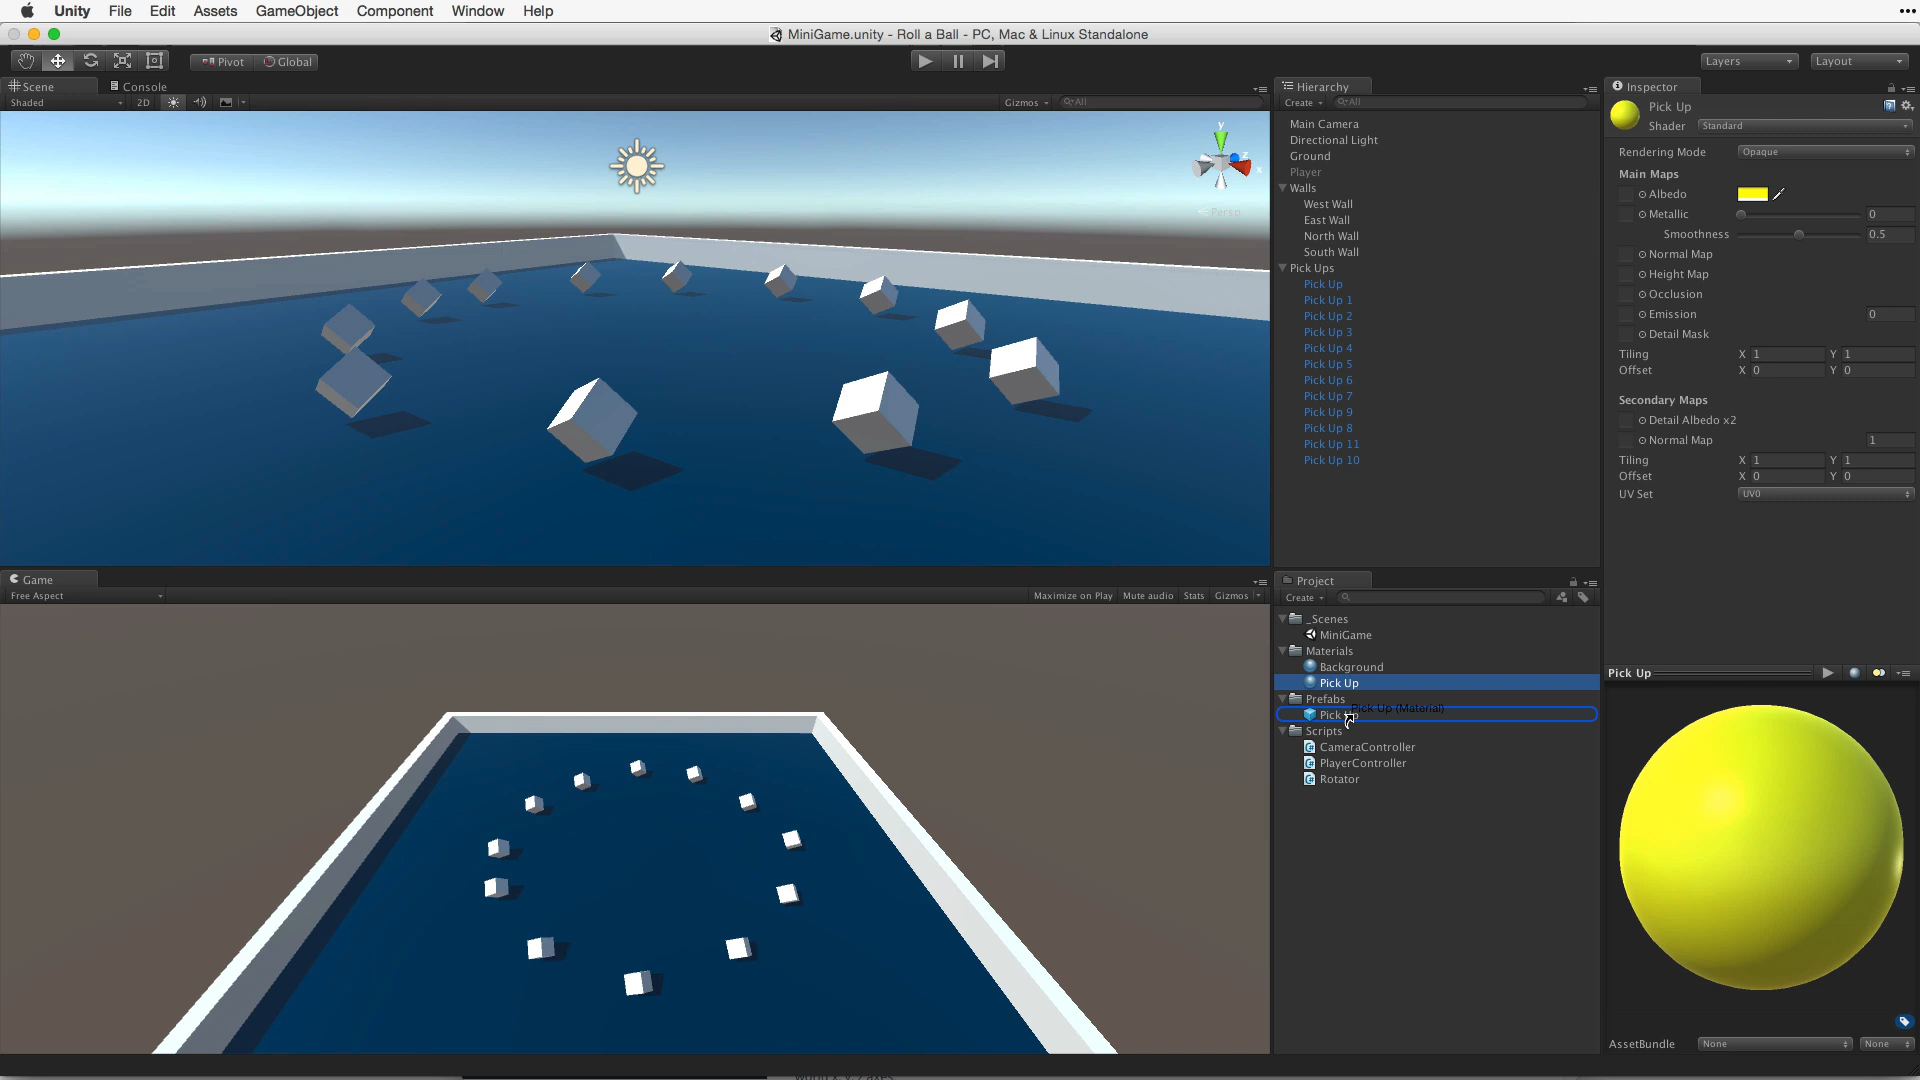 Unity File Edit Assets GameObject Component Window Help
MiniGame.unity - Roll a Ball - PC, Mac & Linux Standalone
Pivot Global Layers Layout
Scene Console
Shaded 2D Gizmos All
y
x
z
Persp
Game
Free Aspect Maximize on Play Mute audio Stats Gizmos
Hierarchy
Create All
Main Camera
Directional Light
Ground
Player
Walls
West Wall
East Wall
North Wall
South Wall
Pick Ups
Pick Up
Pick Up 1
Pick Up 2
Pick Up 3
Pick Up 4
Pick Up 5
Pick Up 6
Pick Up 7
Pick Up 9
Pick Up 8
Pick Up 11
Pick Up 10
Project
Create
_Scenes
MiniGame
Materials
Background
Pick Up
Prefabs
Pick Up (Material)
Pick
Scripts
CameraController
PlayerController
Rotator
Inspector
Pick Up
Shader Standard
Rendering Mode Opaque
Main Maps
Albedo
Metallic 0
Smoothness 0.5
Normal Map
Height Map
Occlusion
Emission 0
Detail Mask
Tiling X 1 Y 1
Offset X 0 Y 0
Secondary Maps
Detail Albedo x2
Normal Map 1
Tiling X 1 Y 1
Offset X 0 Y 0
UV Set UV0
Pick Up
AssetBundle None None